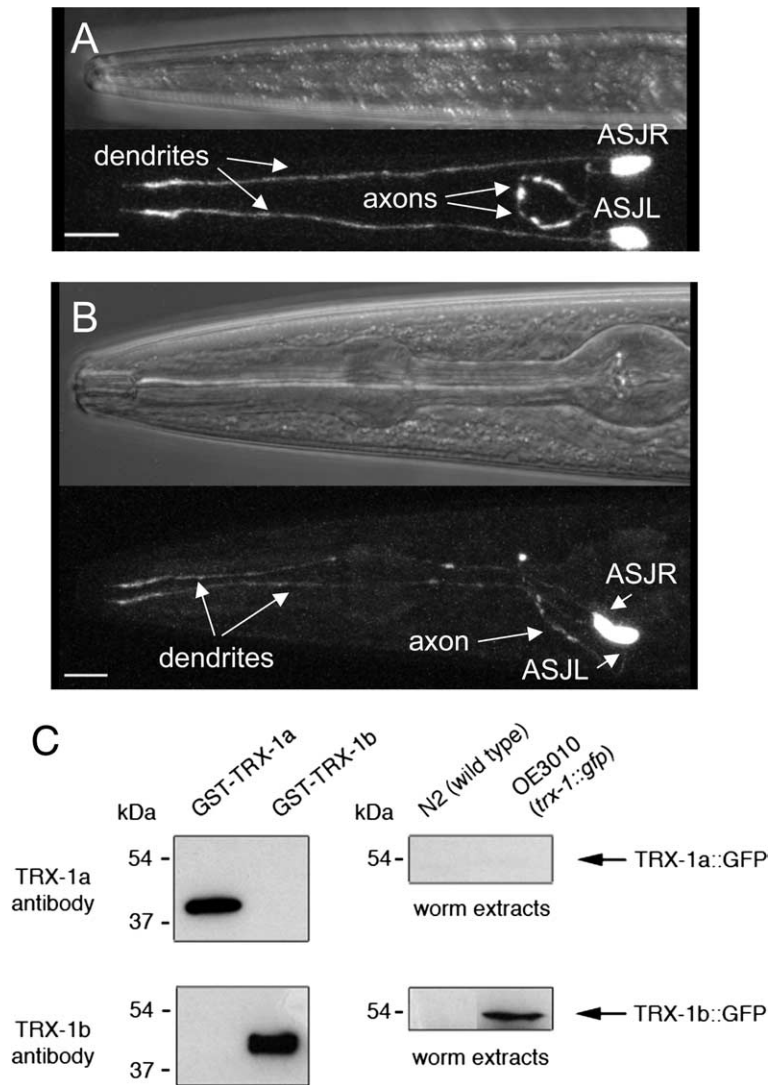 A
dendrites
axons
ASJR
ASJL
B
dendrites
axon
ASJR
ASJL
C
GST-TRX-1a
GST-TRX-1b
N2 (wild type)
OE3010
(trx-1::gfp)
kDa
kDa
TRX-1a
antibody
54 -
37 -
54 -
TRX-1a::GFP
worm extracts
TRX-1b
antibody
54 -
37 -
54 -
TRX-1b::GFP
worm extracts